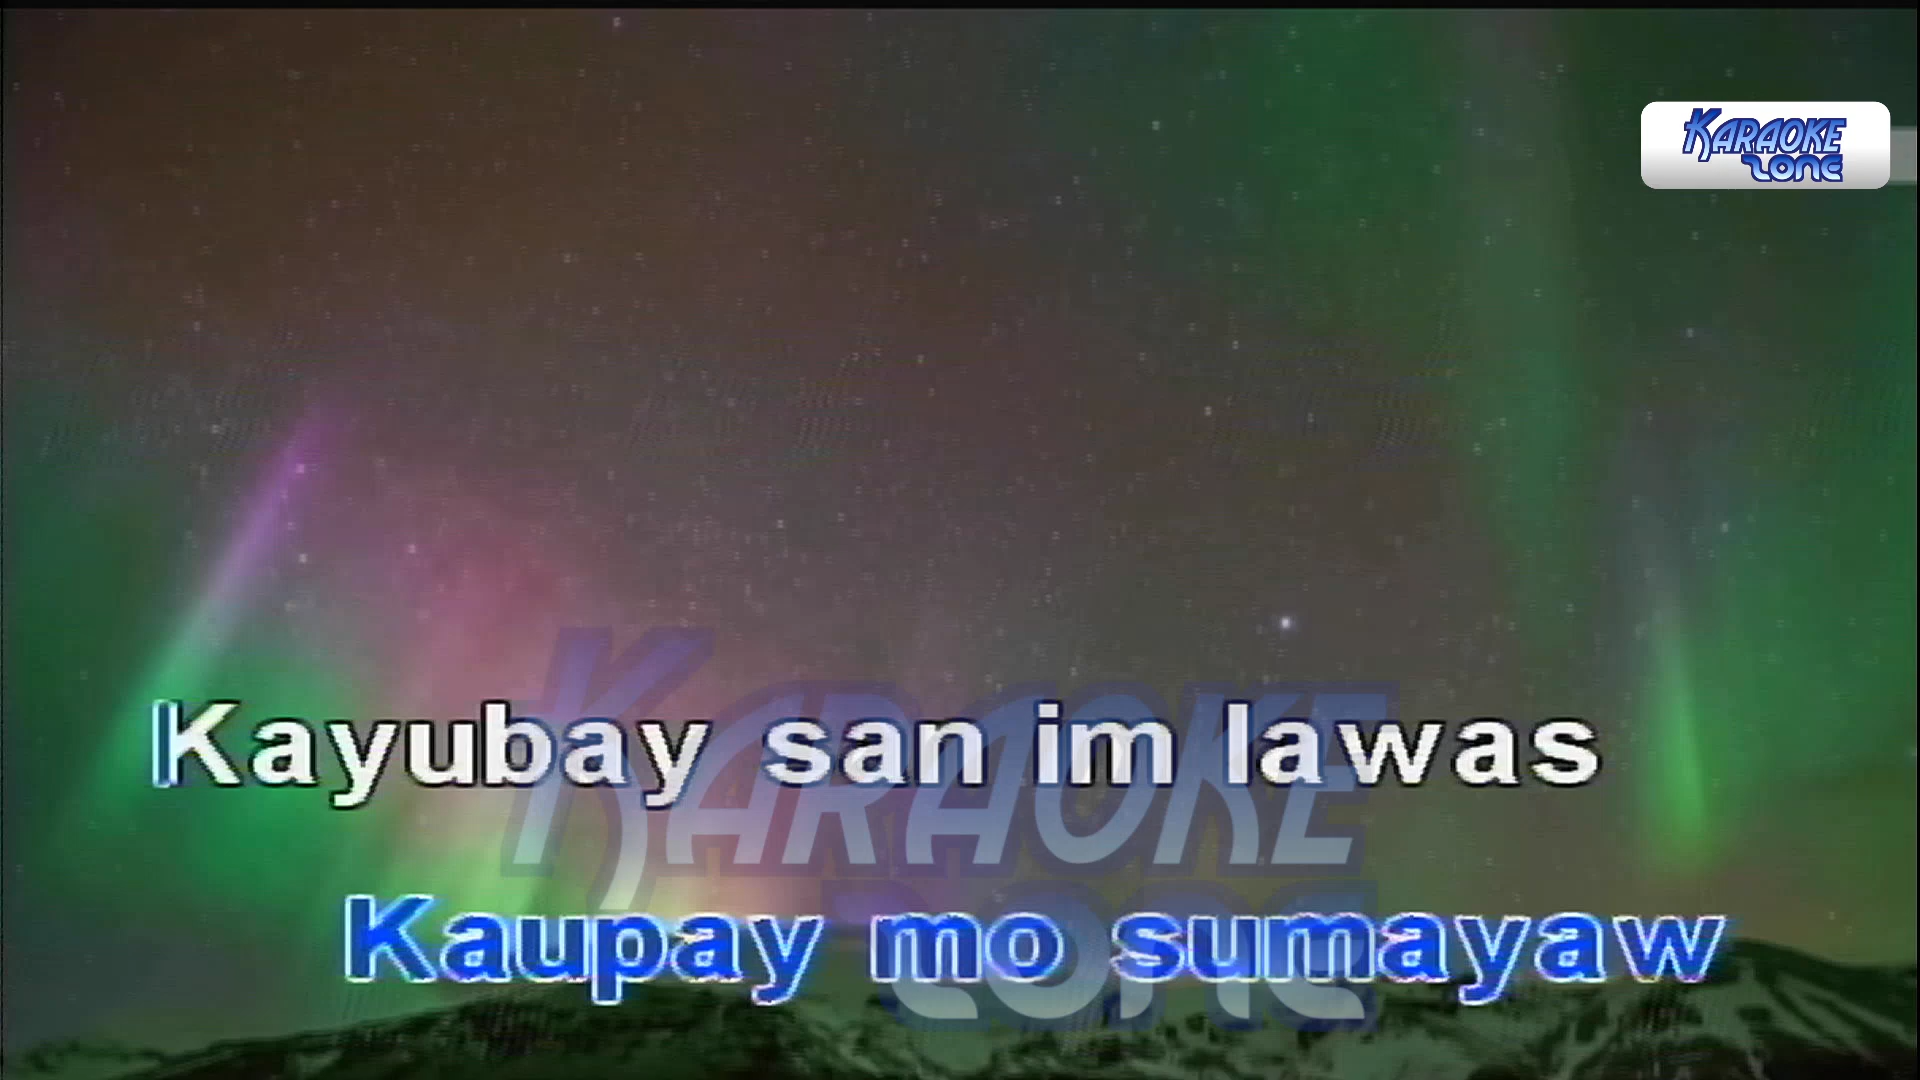 KARAOKE
ZONE
Kayubay san im lawas
KARAOKE
ZONE
Kaupay mo sumayaw